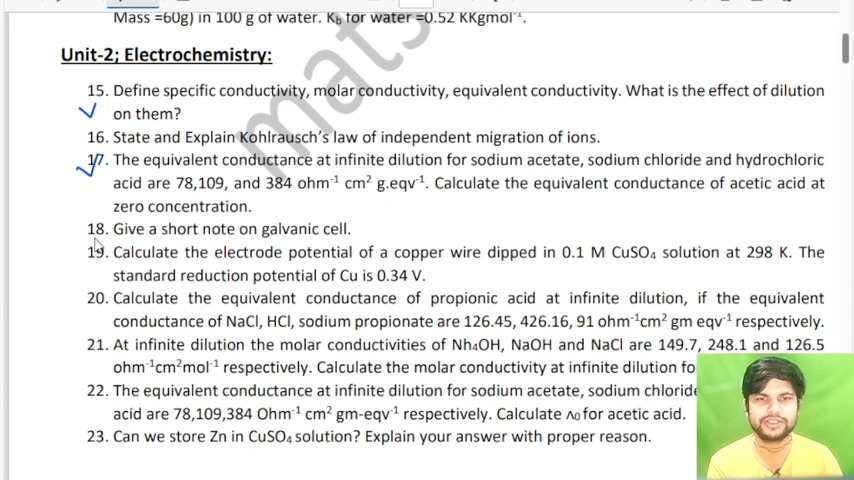 Mass =60g) in 100 g of water. Kb for water =0.52 KKgmol⁻¹.
Unit-2; Electrochemistry:
15. Define specific conductivity, molar conductivity, equivalent conductivity. What is the effect of dilution
on them?
16. State and Explain Kohlrausch's law of independent migration of ions.
17. The equivalent conductance at infinite dilution for sodium acetate, sodium chloride and hydrochloric
acid are 78,109, and 384 ohm⁻¹ cm² g.eqv⁻¹. Calculate the equivalent conductance of acetic acid at
zero concentration.
18. Give a short note on galvanic cell.
19. Calculate the electrode potential of a copper wire dipped in 0.1 M CuSO₄ solution at 298 K. The
standard reduction potential of Cu is 0.34 V.
20. Calculate the equivalent conductance of propionic acid at infinite dilution, if the equivalent
conductance of NaCl, HCl, sodium propionate are 126.45, 426.16, 91 ohm⁻¹cm² gm eqv⁻¹ respectively.
21. At infinite dilution the molar conductivities of Nh₄OH, NaOH and NaCl are 149.7, 248.1 and 126.5
ohm⁻¹cm²mol⁻¹ respectively. Calculate the molar conductivity at infinite dilution fo
22. The equivalent conductance at infinite dilution for sodium acetate, sodium chloride
acid are 78,109,384 Ohm⁻¹ cm² gm-eqv⁻¹ respectively. Calculate ʌ₀ for acetic acid.
23. Can we store Zn in CuSO₄ solution? Explain your answer with proper reason.
mats